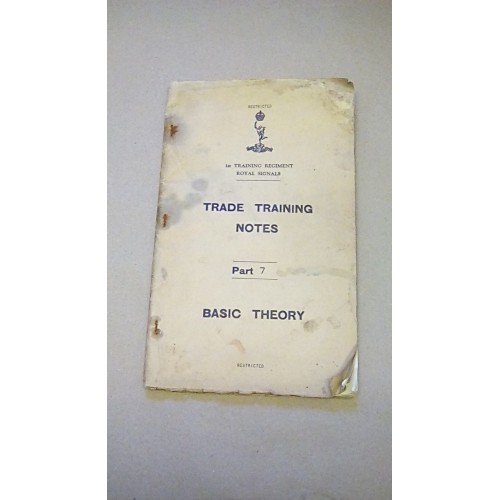 RESTRICTED
1st TRAINING REGIMENT
ROYAL SIGNALS
TRADE TRAINING
NOTES
Part 7
BASIC THEORY
RESTRICTED